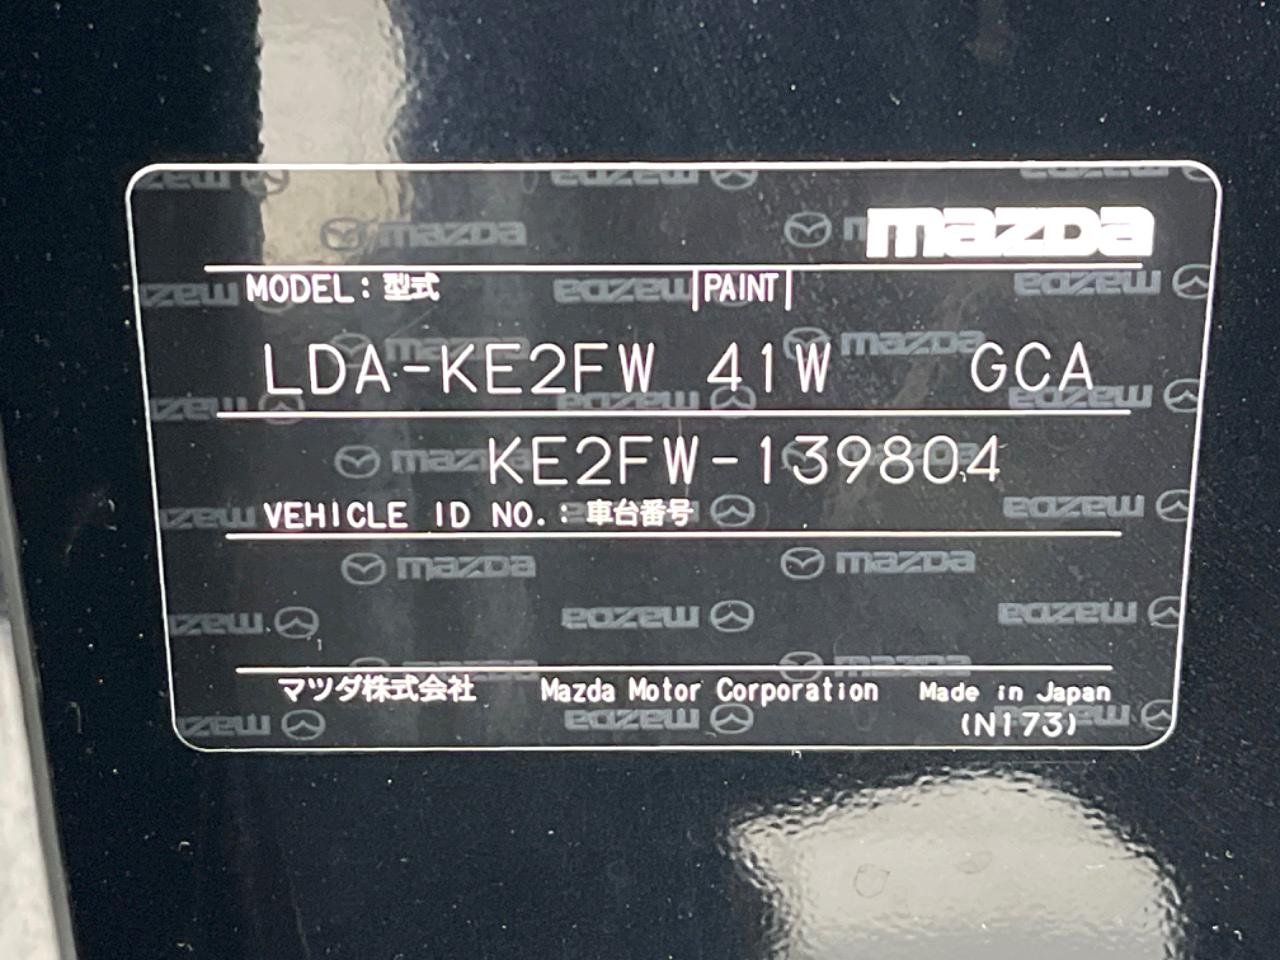 mazda
MODEL: 型式 PAINT
LDA-KE2FW 41W GCA
KE2FW-139804
VEHICLE ID NO.: 車台番号
マツダ株式会社 Mazda Motor Corporation Made in Japan
(N173)